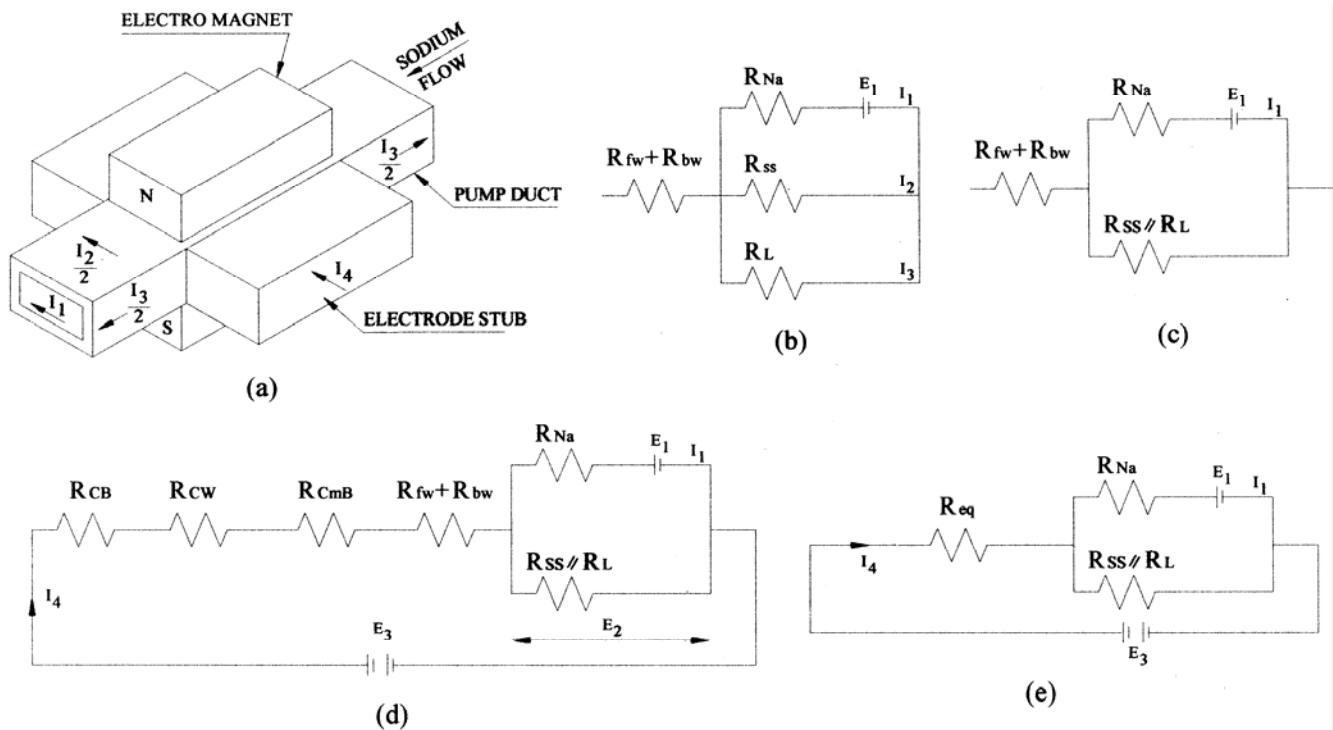 ELECTRO MAGNET
SODIUM
FLOW
I3/2
PUMP DUCT
N
I2/2
I4
I1
I3/2
S
ELECTRODE STUB
(a)
RNa
E1
I1
Rfw+Rbw
Rss
I2
RL
I3
(b)
RNa
E1
I1
Rfw+Rbw
RSS//RL
(c)
RNa
E1
I1
RCB
RCW
RCmB
Rfw+Rbw
RSS//RL
I4
E2
E3
(d)
RNa
E1
I1
Req
I4
RSS//RL
E3
(e)